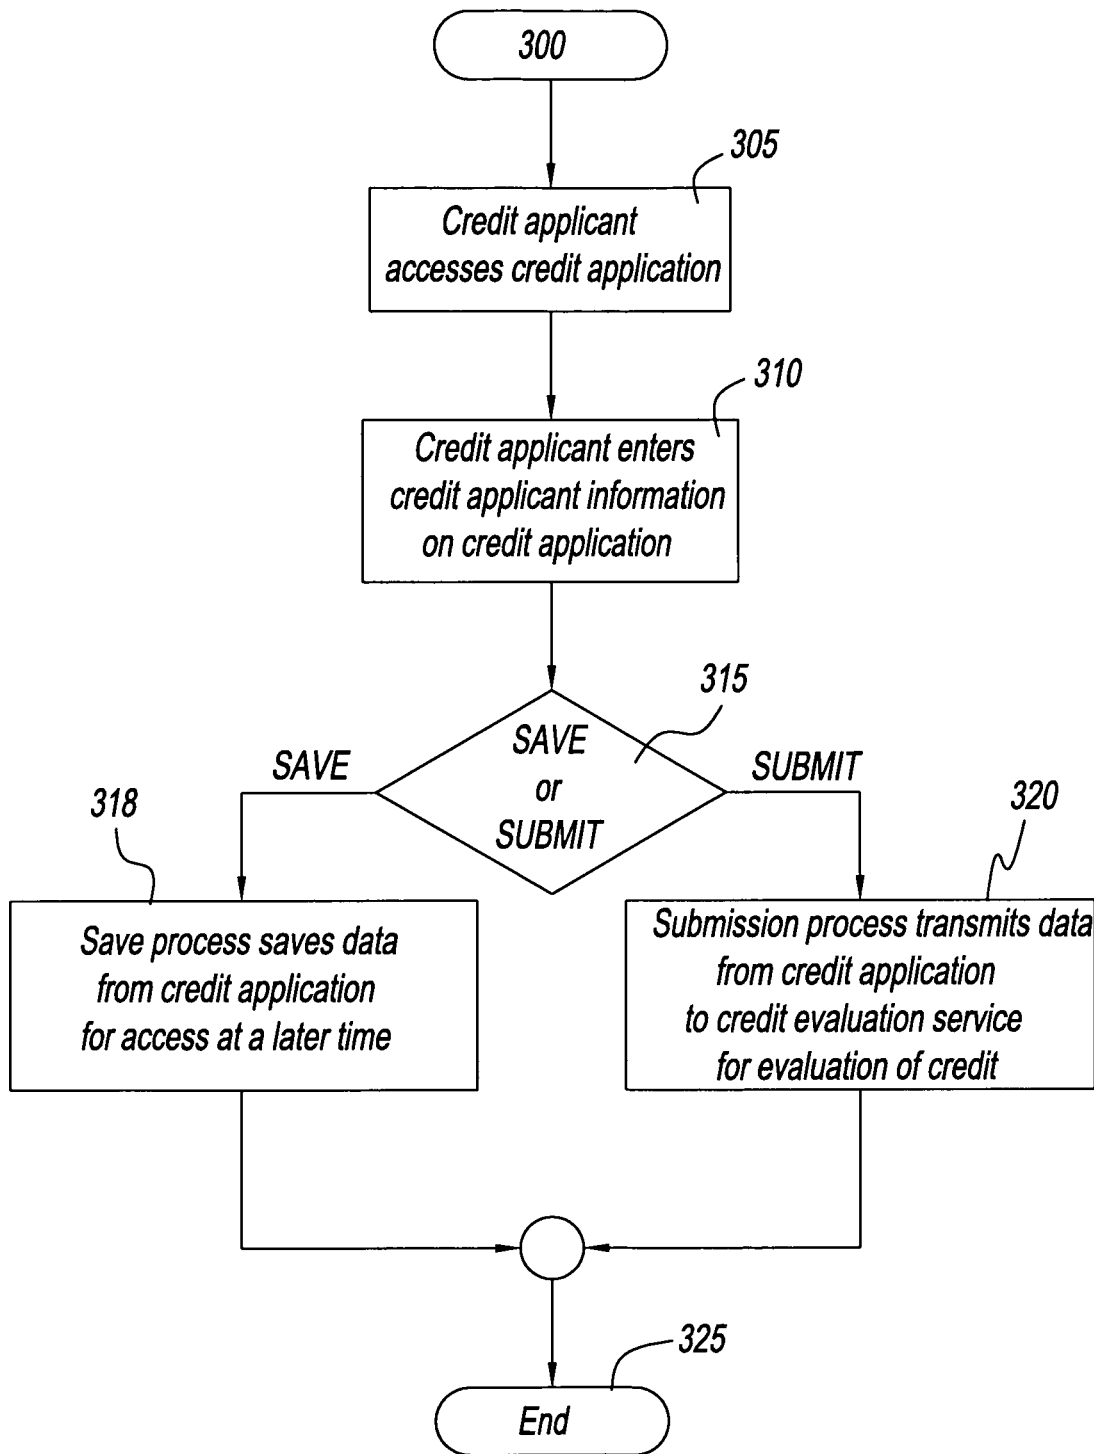 300
305
Credit applicant
accesses credit application
310
Credit applicant enters
credit applicant information
on credit application
315
SAVE
or
SUBMIT
SAVE
SUBMIT
318
320
Save process saves data
from credit application
for access at a later time
Submission process transmits data
from credit application
to credit evaluation service
for evaluation of credit
325
End